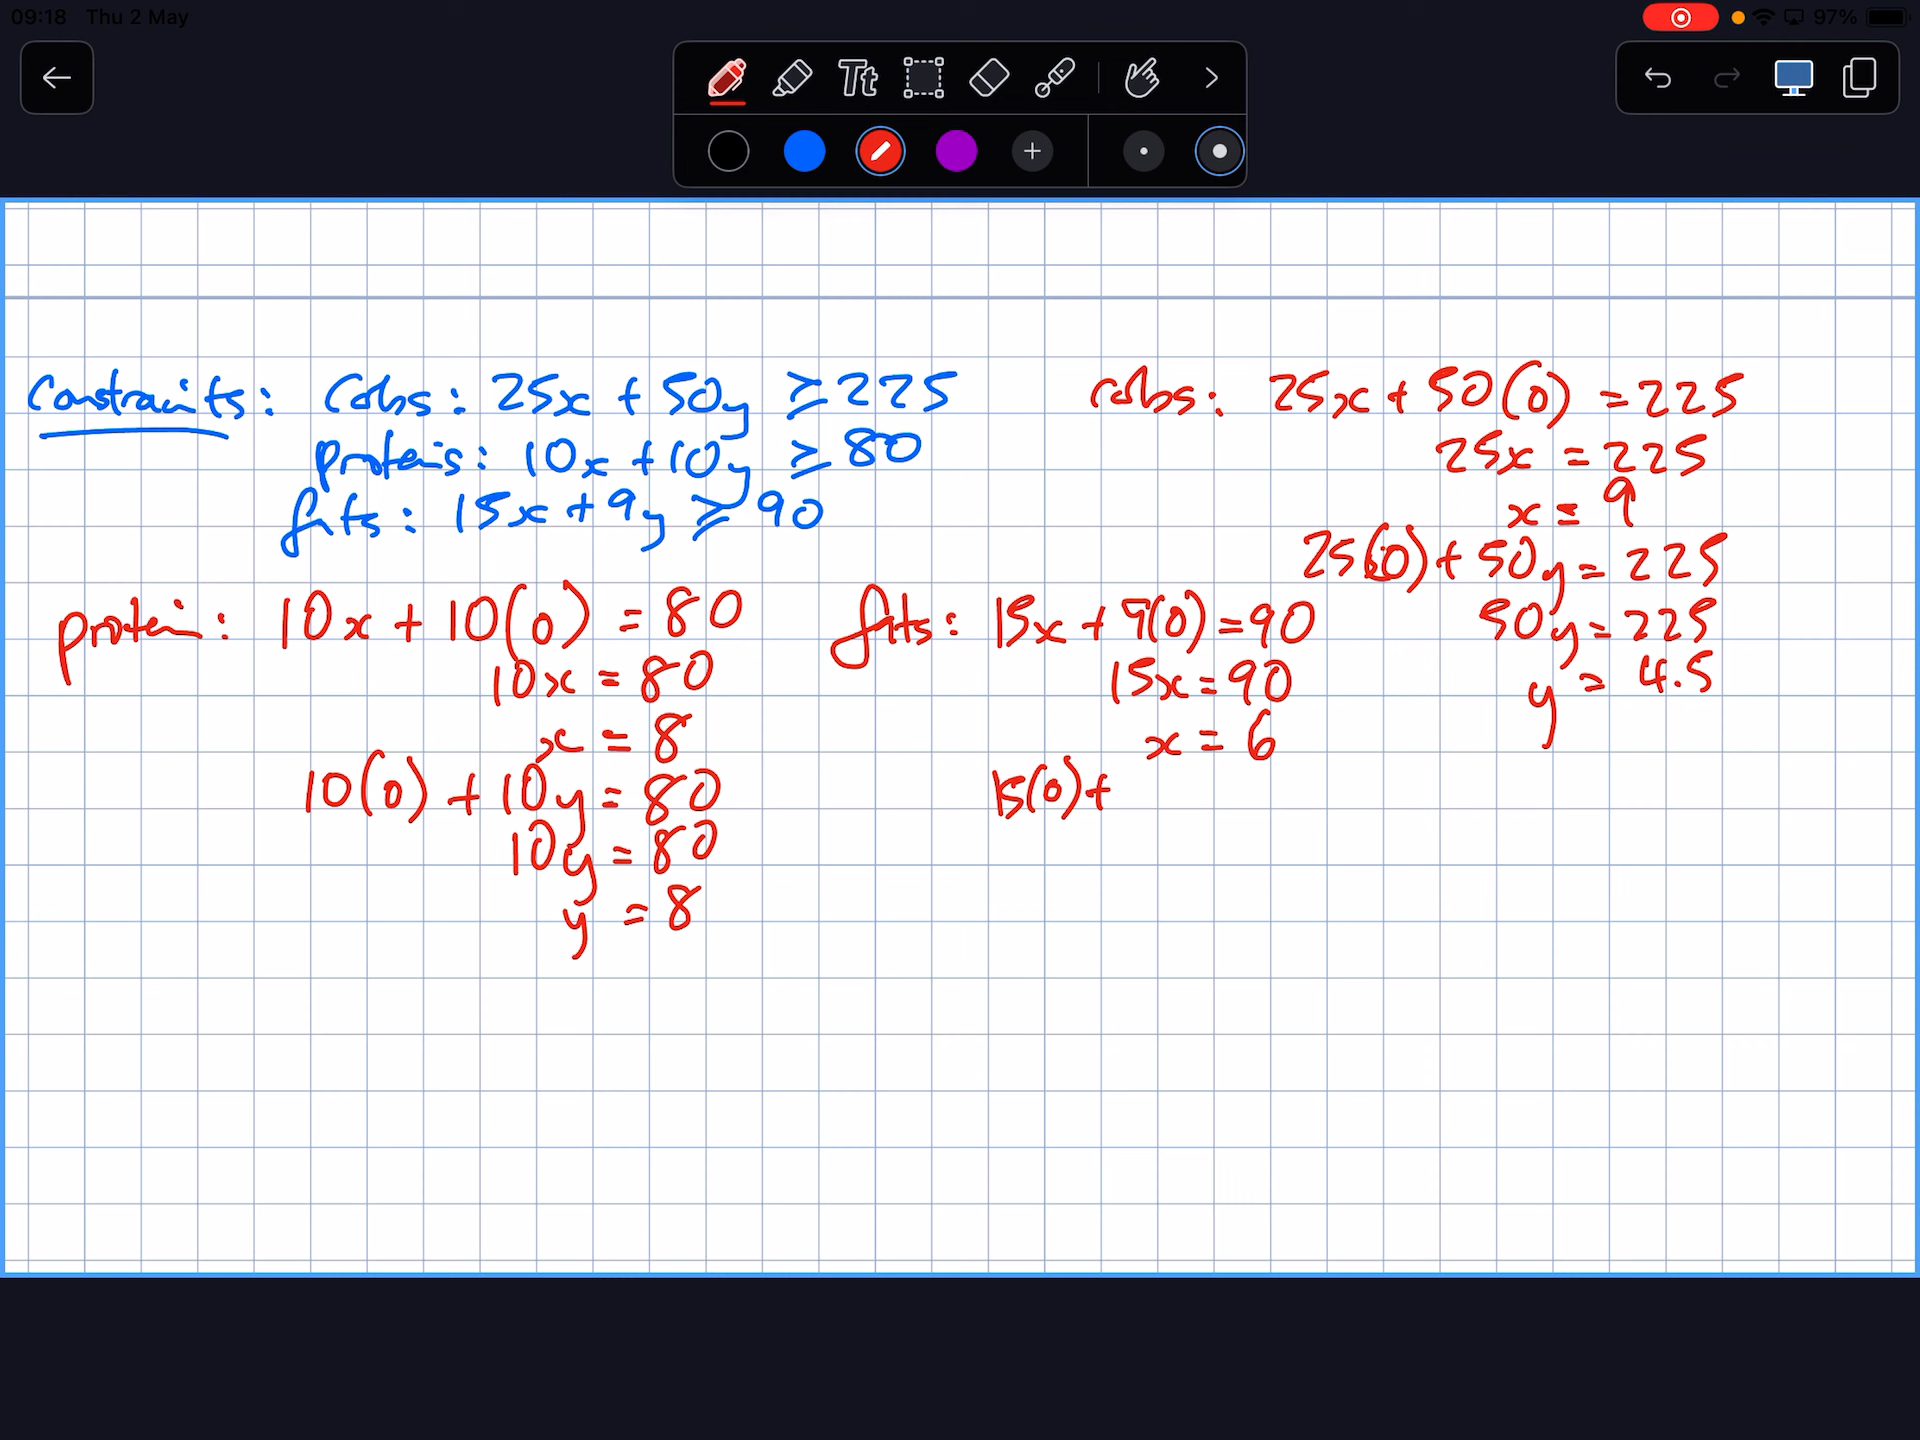 09:18 Thu 2 May
97%
Tt
Constraints: Cabs: 25x + 50y ≥ 225
proteins: 10x + 10y ≥ 80
fats: 15x + 9y ≥ 90
cabs: 25x + 50(0) = 225
25x = 225
x = 9
25(0) + 50y = 225
50y = 225
y = 4.5
protein: 10x + 10(0) = 80
10x = 80
x = 8
10(0) + 10y = 80
10y = 80
y = 8
fats: 15x + 9(0) = 90
15x = 90
x = 6
15(0) +